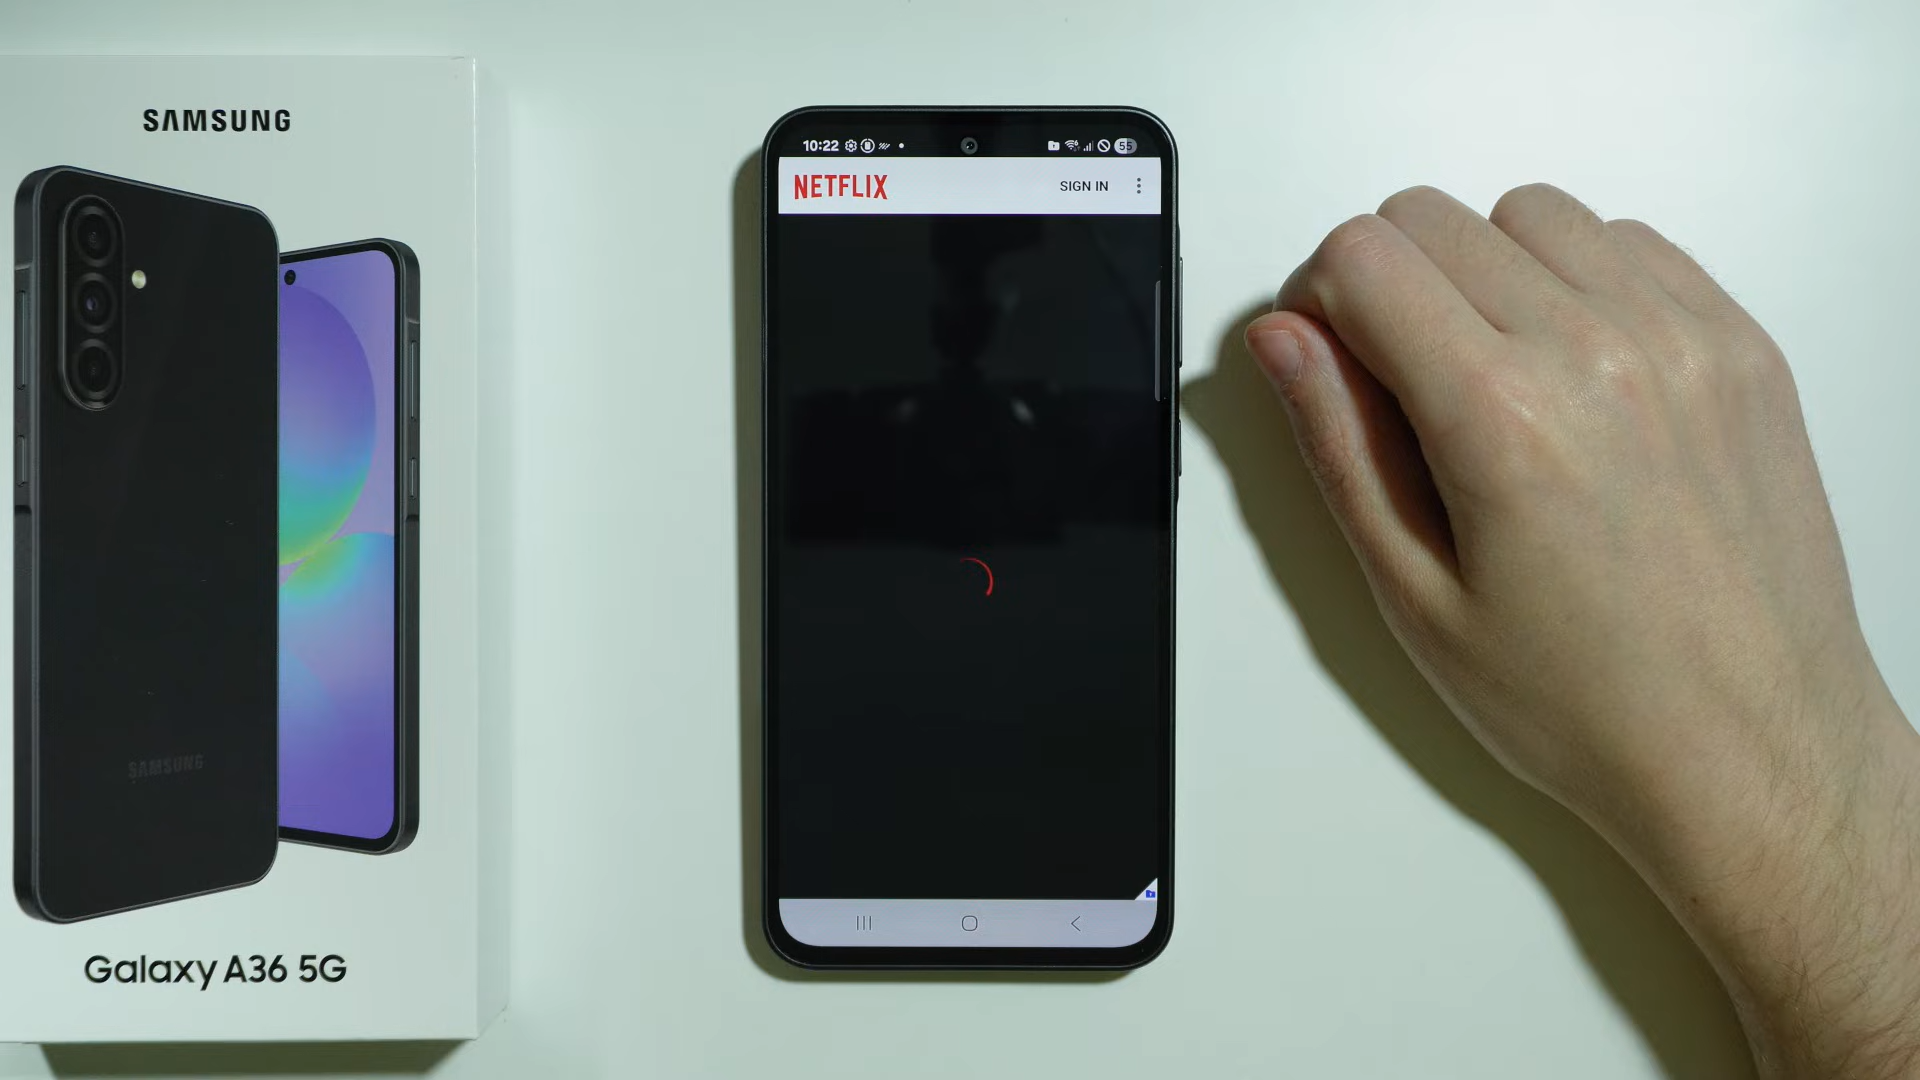 SAMSUNG
SAMSUNG
Galaxy A36 5G
10:22
55
NETFLIX
SIGN IN